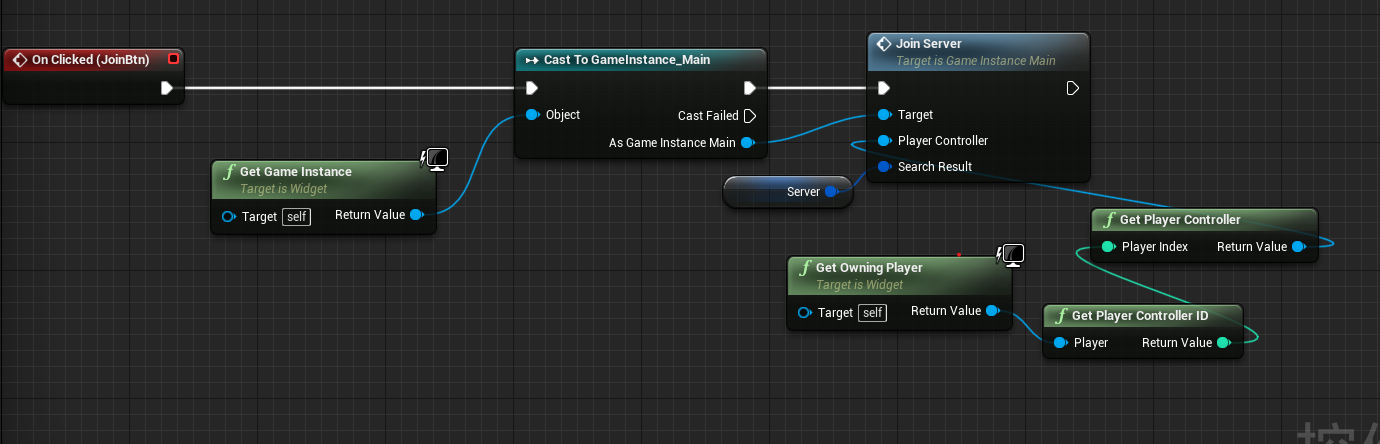 On Clicked (JoinBtn)
Cast To GameInstance_Main
Object
Cast Failed
As Game Instance Main
Join Server
Target is Game Instance Main
Target
Player Controller
Search Result
Get Game Instance
Target is Widget
Target self Return Value
Server
Get Player Controller
Player Index Return Value
Get Owning Player
Target is Widget
Target self Return Value
Get Player Controller ID
Player Return Value